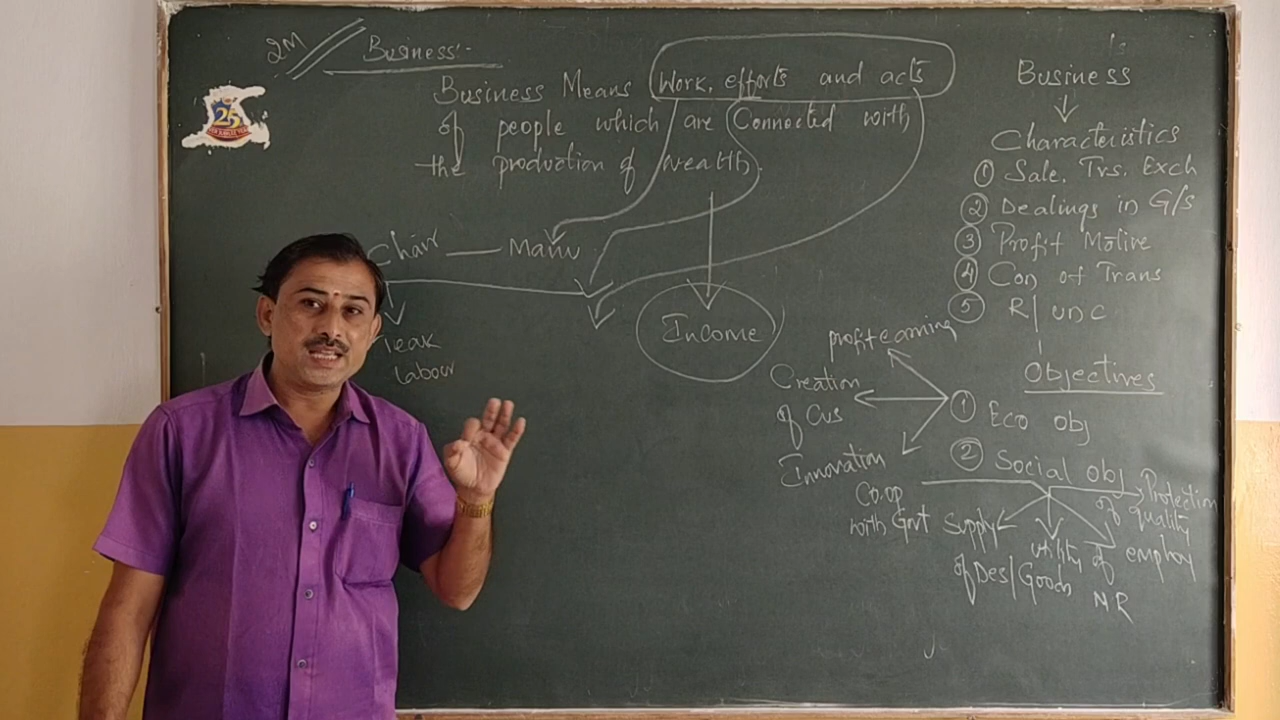 2M
Business:-
Business Means Work, efforts and acts
of people which are Connected with
the production of wealth.
Chair — Manu
Teak
labour
Income
25
Business
Characteristics
① Sale, Trs. Exch
② Dealings in G/s
③ Profit Motive
④ Con of Trans
⑤ R/unc
Objectives
① Eco obj
profit earning
Creation
of Cus
Innovation
② Social obj
Co.op
with Govt
Supply
of Des/Goods
utility of
NR
employ
Protection
of quality